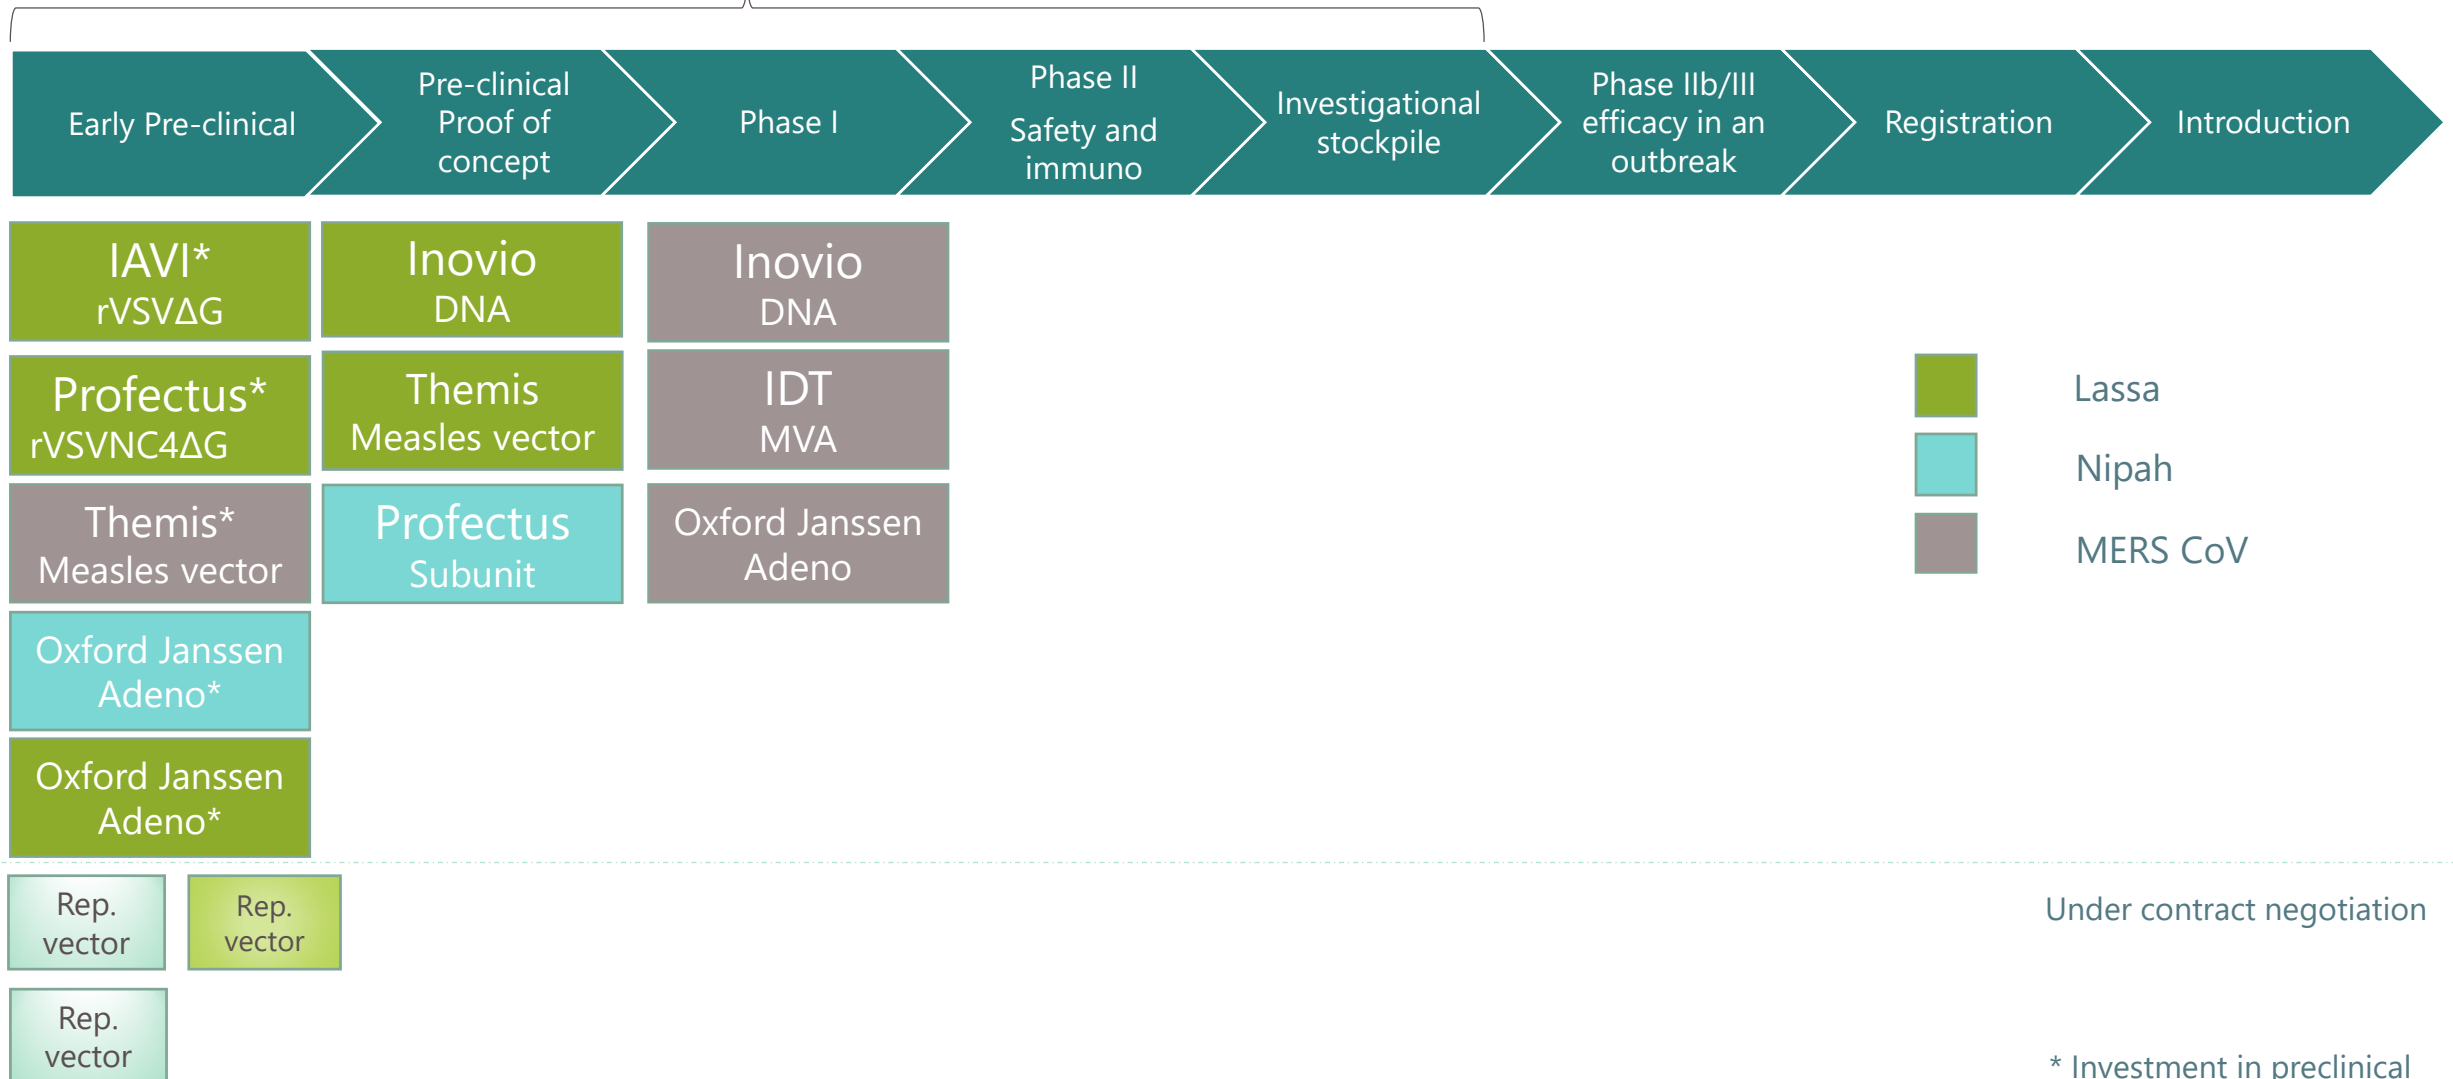 Early Pre-clinical
Pre-clinical
Proof of
concept
Phase I
Phase II
Safety and
immuno
Investigational
stockpile
Phase IIb/III
efficacy in an
outbreak
Registration
Introduction
IAVI*
rVSV∆G
Profectus*
rVSVNC4∆G
Themis*
Measles vector
Oxford Janssen
Adeno*
Oxford Janssen
Adeno*
Inovio
DNA
Themis
Measles vector
Profectus
Subunit
Inovio
DNA
IDT
MVA
Oxford Janssen
Adeno
Lassa
Nipah
MERS CoV
Rep.
vector
Rep.
vector
Under contract negotiation
Rep.
vector
* Investment in preclinical